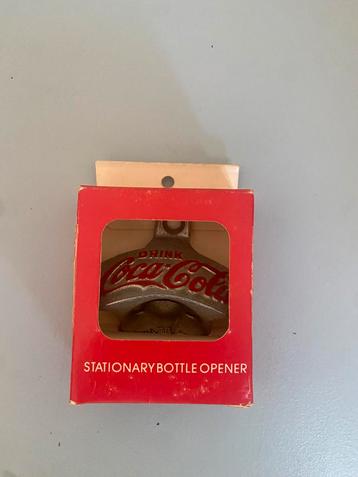 DRINK
Coca-Cola
STATIONARY BOTTLE OPENER